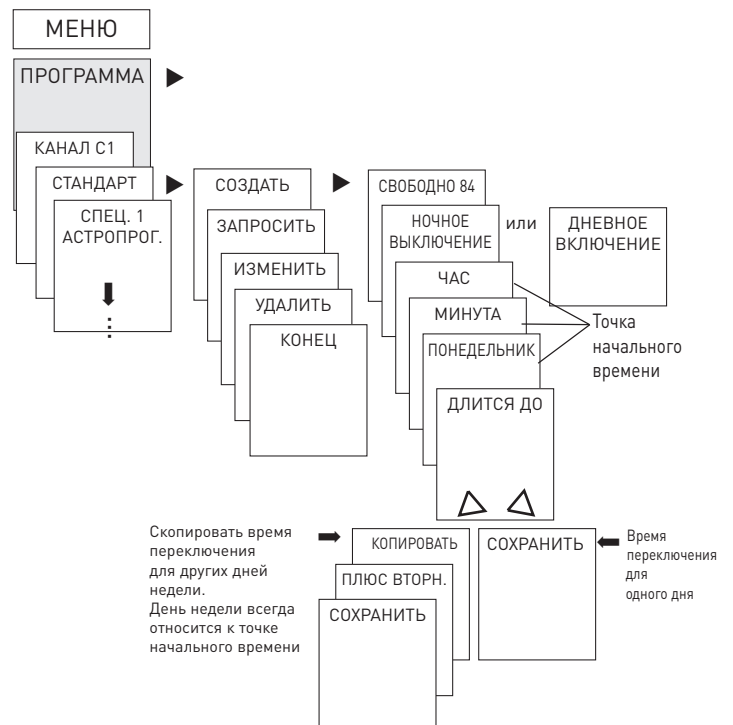 МЕНЮ
ПРОГРАММА
КАНАЛ C1
СТАНДАРТ
СПЕЦ. 1
АСТРОПРОГ.
СОЗДАТЬ
ЗАПРОСИТЬ
ИЗМЕНИТЬ
УДАЛИТЬ
КОНЕЦ
СВОБОДНО 84
НОЧНОЕ
ВЫКЛЮЧЕНИЕ
или
ДНЕВНОЕ
ВКЛЮЧЕНИЕ
ЧАС
МИНУТА
ПОНЕДЕЛЬНИК
Точка
начального
времени
ДЛИТСЯ ДО
Скопировать время
переключения
для других дней
недели.
День недели всегда
относится к точке
начального времени
КОПИРОВАТЬ
ПЛЮС ВТОРН.
СОХРАНИТЬ
СОХРАНИТЬ
Время
переключения
для
одного дня